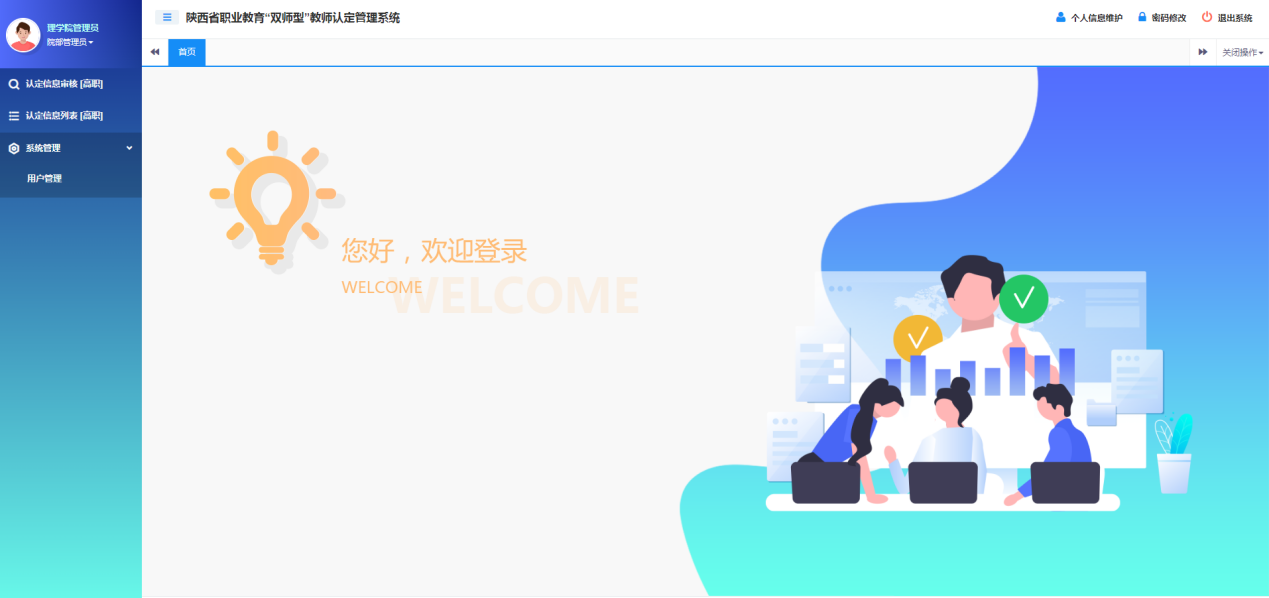 理学院管理员
院部管理员
认定信息审核 [高职]
认定信息列表 [高职]
系统管理
用户管理
陕西省职业教育“双师型”教师认定管理系统
个人信息维护
密码修改
退出系统
首页
关闭操作
您好，欢迎登录
WELCOME
WELCOME